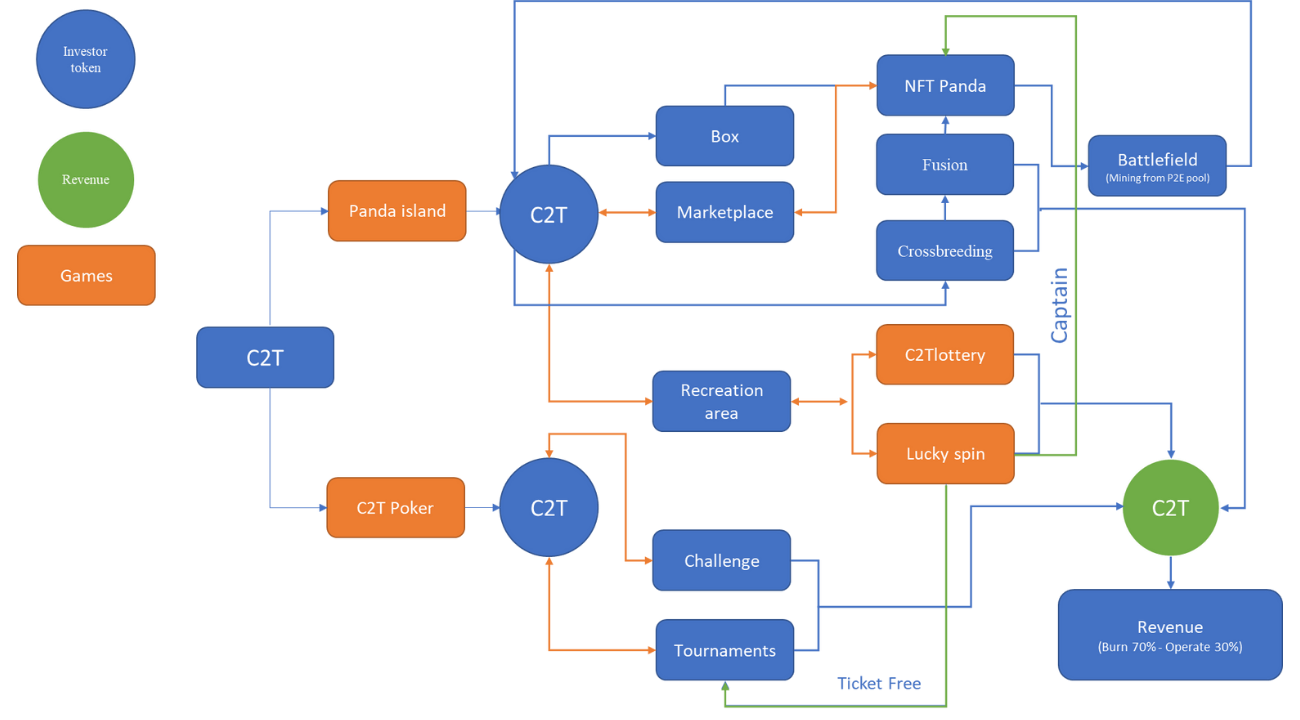 Investor
token
Revenue
Games
C2T
Panda island
C2T Poker
C2T
C2T
Box
Marketplace
NFT Panda
Fusion
Crossbreeding
Battlefield
(Mining from P2E pool)
Captain
Recreation
area
C2Tlottery
Lucky spin
Challenge
Tournaments
Ticket Free
C2T
Revenue
(Burn 70% - Operate 30%)